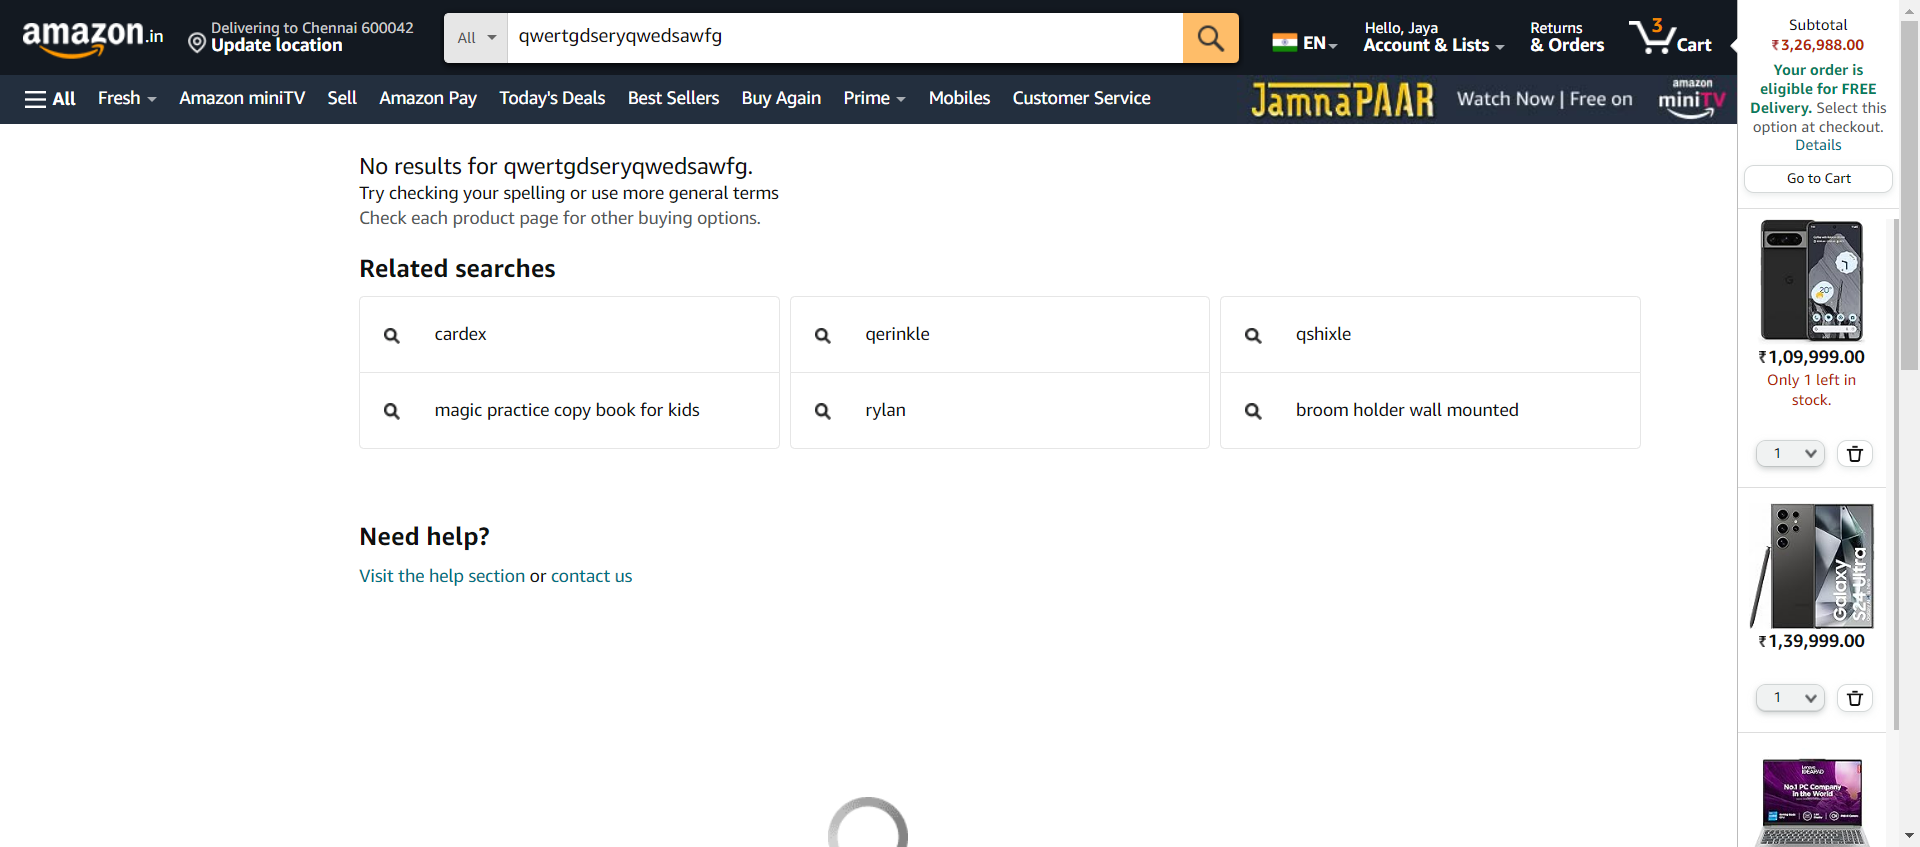 amazon.in
Delivering to Chennai 600042
Update location
All
qwertgdseryqwedsawfg
EN
Hello, Jaya
Account & Lists
Returns
& Orders
3
Cart
All
Fresh
Amazon miniTV
Sell
Amazon Pay
Today's Deals
Best Sellers
Buy Again
Prime
Mobiles
Customer Service
JamnaPAAR
Watch Now | Free on
amazon
miniTV
No results for qwertgdseryqwedsawfg.
Try checking your spelling or use more general terms
Check each product page for other buying options.
Related searches
cardex
qerinkle
qshixle
magic practice copy book for kids
rylan
broom holder wall mounted
Need help?
Visit the help section or contact us
Subtotal
₹3,26,988.00
Your order is
eligible for FREE
Delivery. Select this
option at checkout.
Details
Go to Cart
20°
₹1,09,999.00
Only 1 left in
stock.
1
Galaxy
S24 Ultra
₹1,39,999.00
1
Lenovo
IDEAPAD
No.1 PC Company
in the World